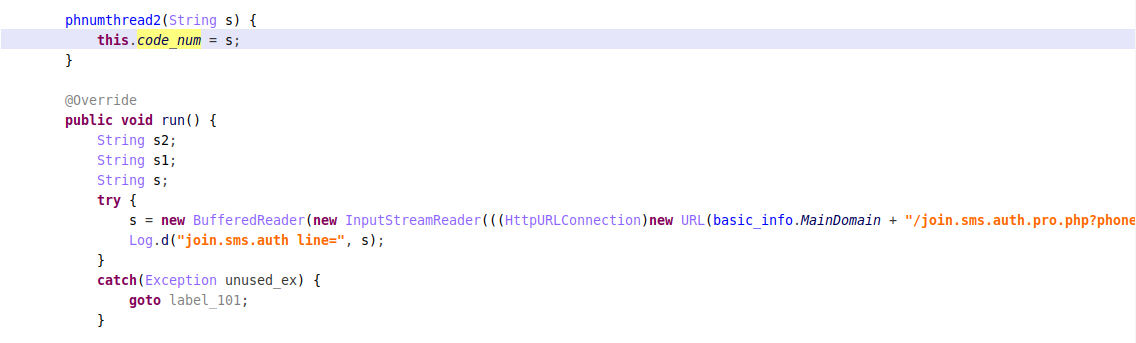 phnumthread2(String s) {
this.code_num = s;
}
@Override
public void run() {
String s2;
String s1;
String s;
try {
s = new BufferedReader(new InputStreamReader(((HttpURLConnection)new URL(basic_info.MainDomain + "/join.sms.auth.pro.php?phone
Log.d("join.sms.auth line=", s);
}
catch(Exception unused_ex) {
goto label_101;
}